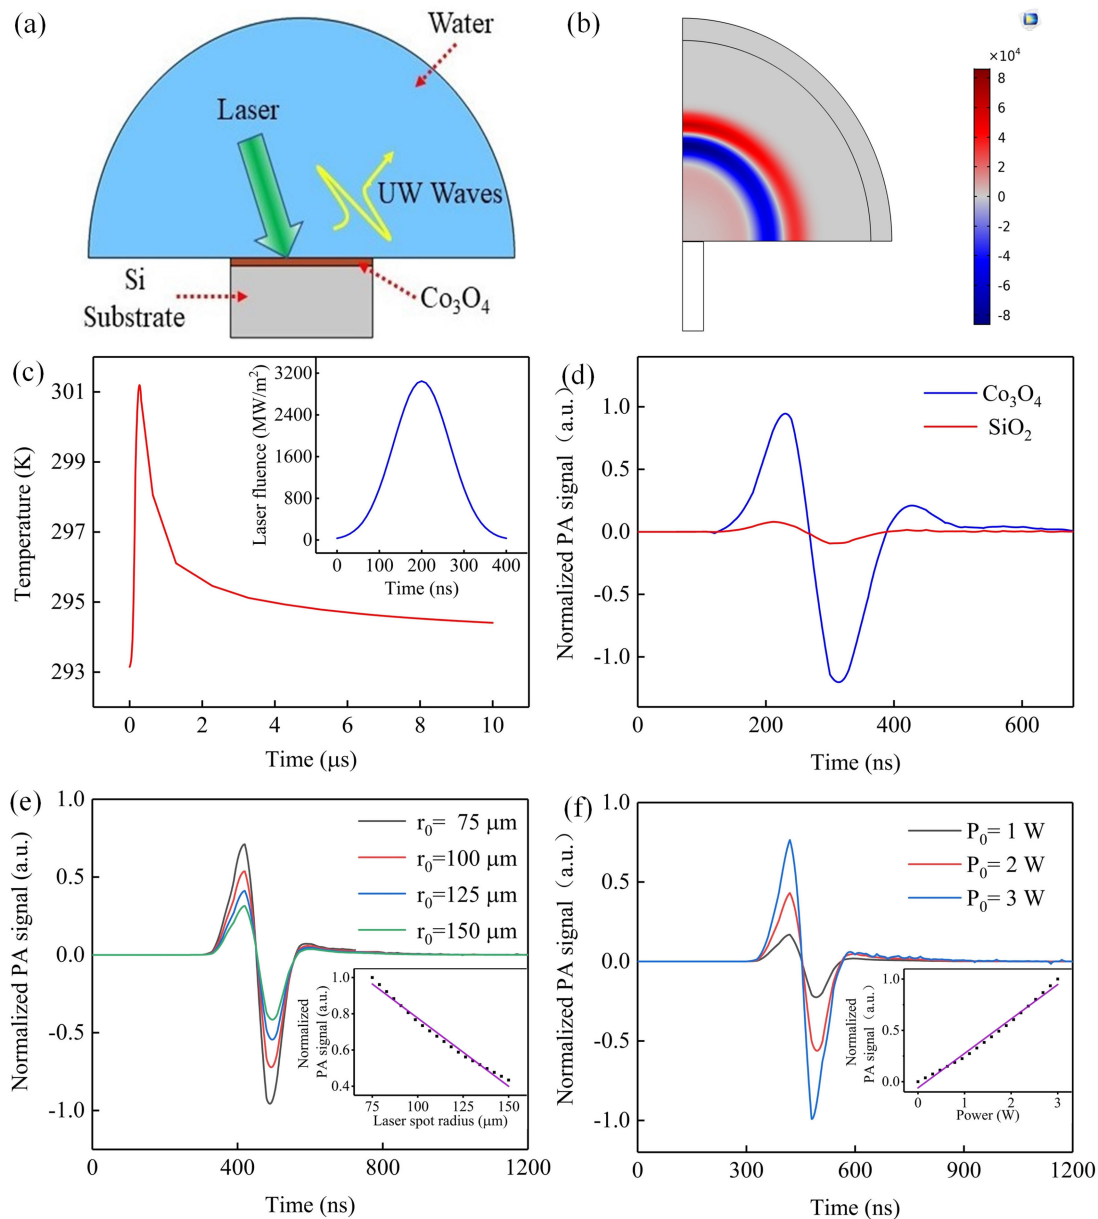 (a)
Water
Laser
UW Waves
Si
Substrate
Co₃O₄
(b)
×10⁴
8
6
4
2
0
-2
-4
-6
-8
(c)
Temperature (K)
301
299
297
295
293
0 2 4 6 8 10
Time (μs)
Laser fluence (MW/m²)
3200
2400
1600
800
0
0 100 200 300 400
Time (ns)
(d)
Normalized PA signal（a.u.）
1.0
0.5
0.0
-0.5
-1.0
Co₃O₄
SiO₂
0 200 400 600
Time (ns)
(e)
Normalized PA signal (a.u.)
1.0
0.5
0.0
-0.5
-1.0
r₀= 75 μm
r₀=100 μm
r₀=125 μm
r₀=150 μm
Normalized
PA signal (a.u.)
1.0
0.8
0.6
0.4
75 100 125 150
Laser spot radius (μm)
0 400 800 1200
Time (ns)
(f)
Normalized PA signal（a.u.）
1.0
0.5
0.0
-0.5
-1.0
P₀= 1 W
P₀= 2 W
P₀= 3 W
Normalized
PA signal（a.u.）
1.0
0.5
0.0
0 1 2 3
Power (W)
0 300 600 900 1200
Time (ns)